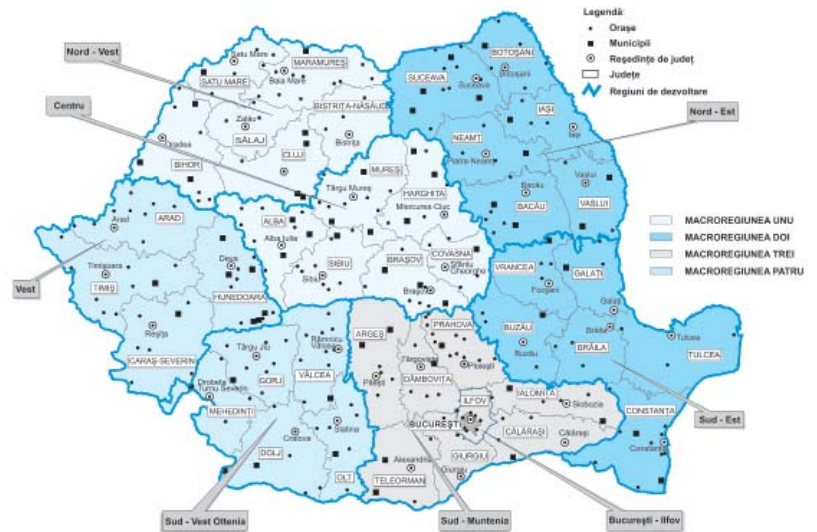 Legendă:
Orașe
Municipii
Reședințe de județ
Județe
Regiuni de dezvoltare
Nord - Vest
Centru
Vest
Sud - Vest Oltenia
Sud - Muntenia
București - Ilfov
Sud - Est
Nord - Est
MACROREGIUNEA UNU
MACROREGIUNEA DOI
MACROREGIUNEA TREI
MACROREGIUNEA PATRU
Satu Mare
SATU MARE
MARAMUREȘ
Baia Mare
BISTRIȚA-NĂSĂUD
Bistrița
Zalău
SĂLAJ
Oradea
BIHOR
CLUJ
BOTOȘANI
Botoșani
SUCEAVA
Suceava
IAȘI
Iași
NEAMȚ
Piatra-Neamț
Bacău
BACĂU
Vaslui
VASLUI
MUREȘ
Târgu Mureș
HARGHITA
Miercurea Ciuc
ALBA
Alba Iulia
SIBIU
Sibiu
BRAȘOV
Brașov
COVASNA
Sfântu
Gheorghe
Arad
ARAD
Timișoara
TIMIȘ
Deva
HUNEDOARA
Reșița
CARAȘ-SEVERIN
VRANCEA
Focșani
GALAȚI
Galați
BUZĂU
Buzău
Brăila
BRĂILA
Tulcea
TULCEA
CONSTANȚA
Constanța
Târgu Jiu
GORJ
Râmnicu
Vâlcea
VÂLCEA
Drobeta
Turnu Severin
MEHEDINȚI
Craiova
DOLJ
Slatina
OLT
ARGEȘ
Pitești
PRAHOVA
Ploiești
Târgoviște
DÂMBOVIȚA
ILFOV
BUCUREȘTI
IALOMIȚA
Slobozia
CĂLĂRAȘI
Călărași
GIURGIU
Giurgiu
Alexandria
TELEORMAN